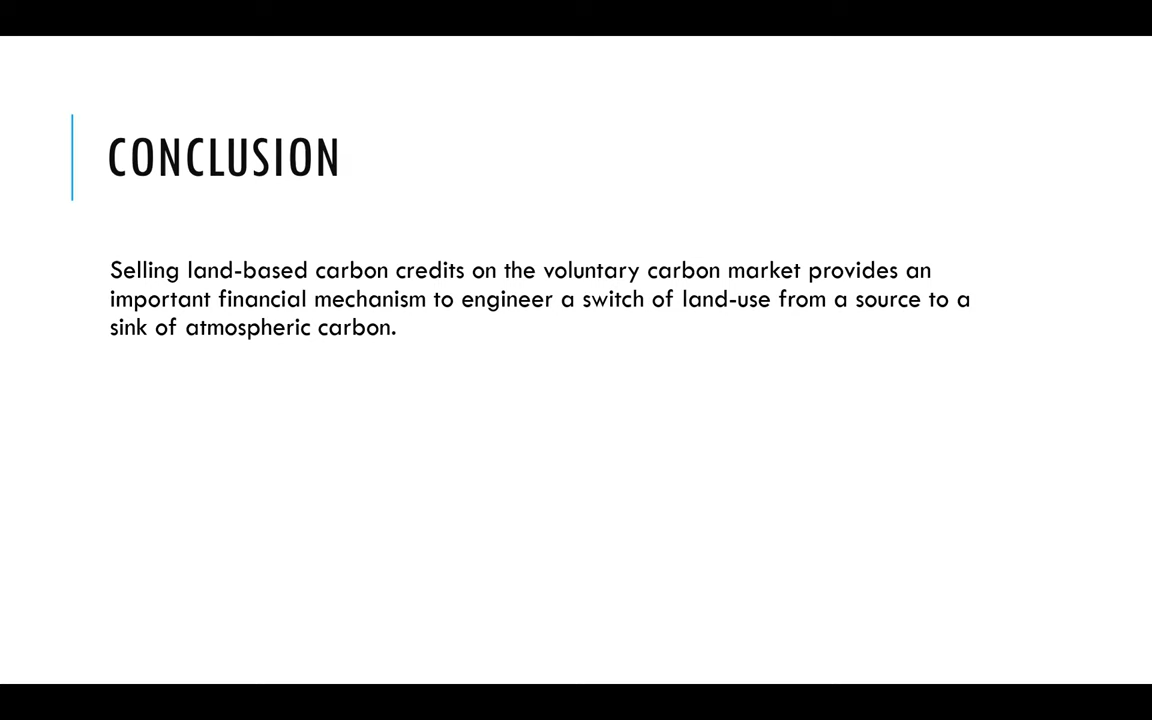 CONCLUSION
Selling land-based carbon credits on the voluntary carbon market provides an
important financial mechanism to engineer a switch of land-use from a source to a
sink of atmospheric carbon.